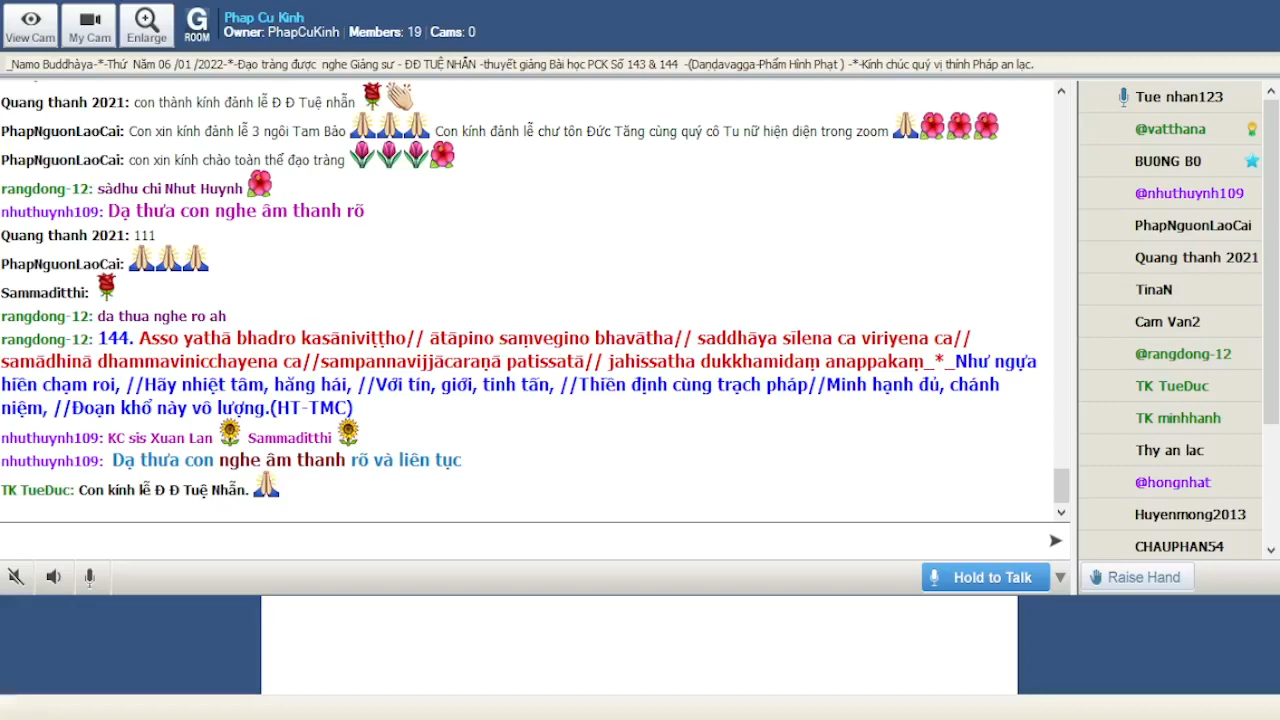 View Cam
My Cam
Enlarge
G
ROOM
Phap Cu Kinh
Owner: PhapCuKinh | Members: 19 | Cams: 0
_Namo Buddhàya-*-Thứ Năm 06 /01 /2022-*-Đạo tràng được nghe Giảng sư - ĐĐ TUỆ NHẪN -thuyết giảng Bài học PCK Số 143 & 144 -(Daṇḍavagga-Phẩm Hình Phạt ) -*-Kính chúc quý vị thính Pháp an lạc.
Quang thanh 2021: con thành kính đảnh lễ Đ Đ Tuệ nhẫn
PhapNguonLaoCai: Con xin kính đảnh lễ 3 ngôi Tam Bảo Con kính đảnh lễ chư tôn Đức Tăng cùng quý cô Tu nữ hiện diện trong zoom
PhapNguonLaoCai: con xin kính chào toàn thể đạo tràng
rangdong-12: sàdhu chi Nhut Huynh
nhuthuynh109: Dạ thưa con nghe âm thanh rõ
Quang thanh 2021: 111
PhapNguonLaoCai:
Sammaditthi:
rangdong-12: da thua nghe ro ah
rangdong-12: 144. Asso yathā bhadro kasāniviṭṭho// ātāpino saṃvegino bhavātha// saddhāya sīlena ca viriyena ca//
samādhinā dhammavinicchayena ca//sampannavijjācaraṇā patissatā// jahissatha dukkhamidaṃ anappakaṃ_*_Như ngựa
hiền chạm roi, //Hãy nhiệt tâm, hăng hái, //Với tín, giới, tinh tấn, //Thiền định cùng trạch pháp//Minh hạnh đủ, chánh
niệm, //Đoạn khổ này vô lượng.(HT-TMC)
nhuthuynh109: KC sis Xuan Lan Sammaditthi
nhuthuynh109: Dạ thưa con nghe âm thanh rõ và liên tục
TK TueDuc: Con kính lễ Đ Đ Tuệ Nhẫn.
Hold to Talk
Tue nhan123
@vatthana
BU0NG B0
@nhuthuynh109
PhapNguonLaoCai
Quang thanh 2021
TinaN
Cam Van2
@rangdong-12
TK TueDuc
TK minhhanh
Thy an lac
@hongnhat
Huyenmong2013
CHAUPHAN54
Raise Hand